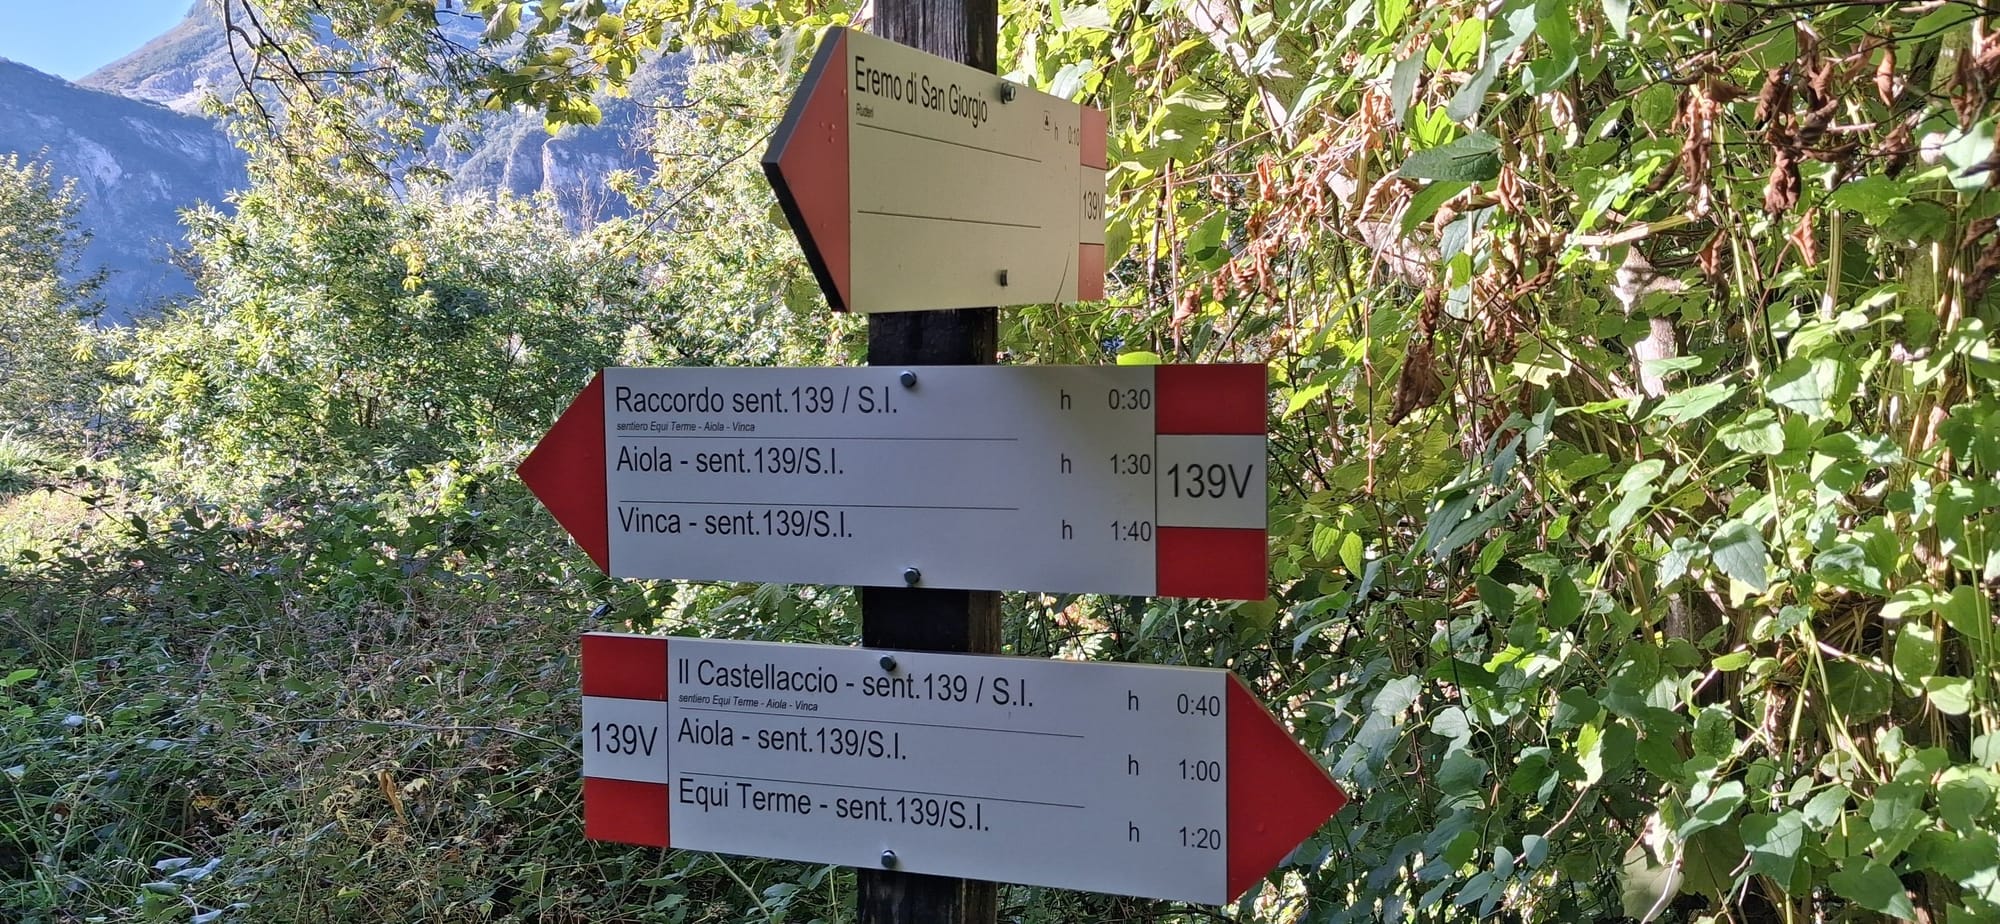 Eremo di San Giorgio
Ruderi
h 0:10
139V
Raccordo sent.139 / S.I. h 0:30
sentiero Equi Terme - Aiola - Vinca
Aiola - sent.139/S.I. h 1:30
139V
Vinca - sent.139/S.I. h 1:40
Il Castellaccio - sent.139 / S.I. h 0:40
sentiero Equi Terme - Aiola - Vinca
139V
Aiola - sent.139/S.I. h 1:00
Equi Terme - sent.139/S.I. h 1:20